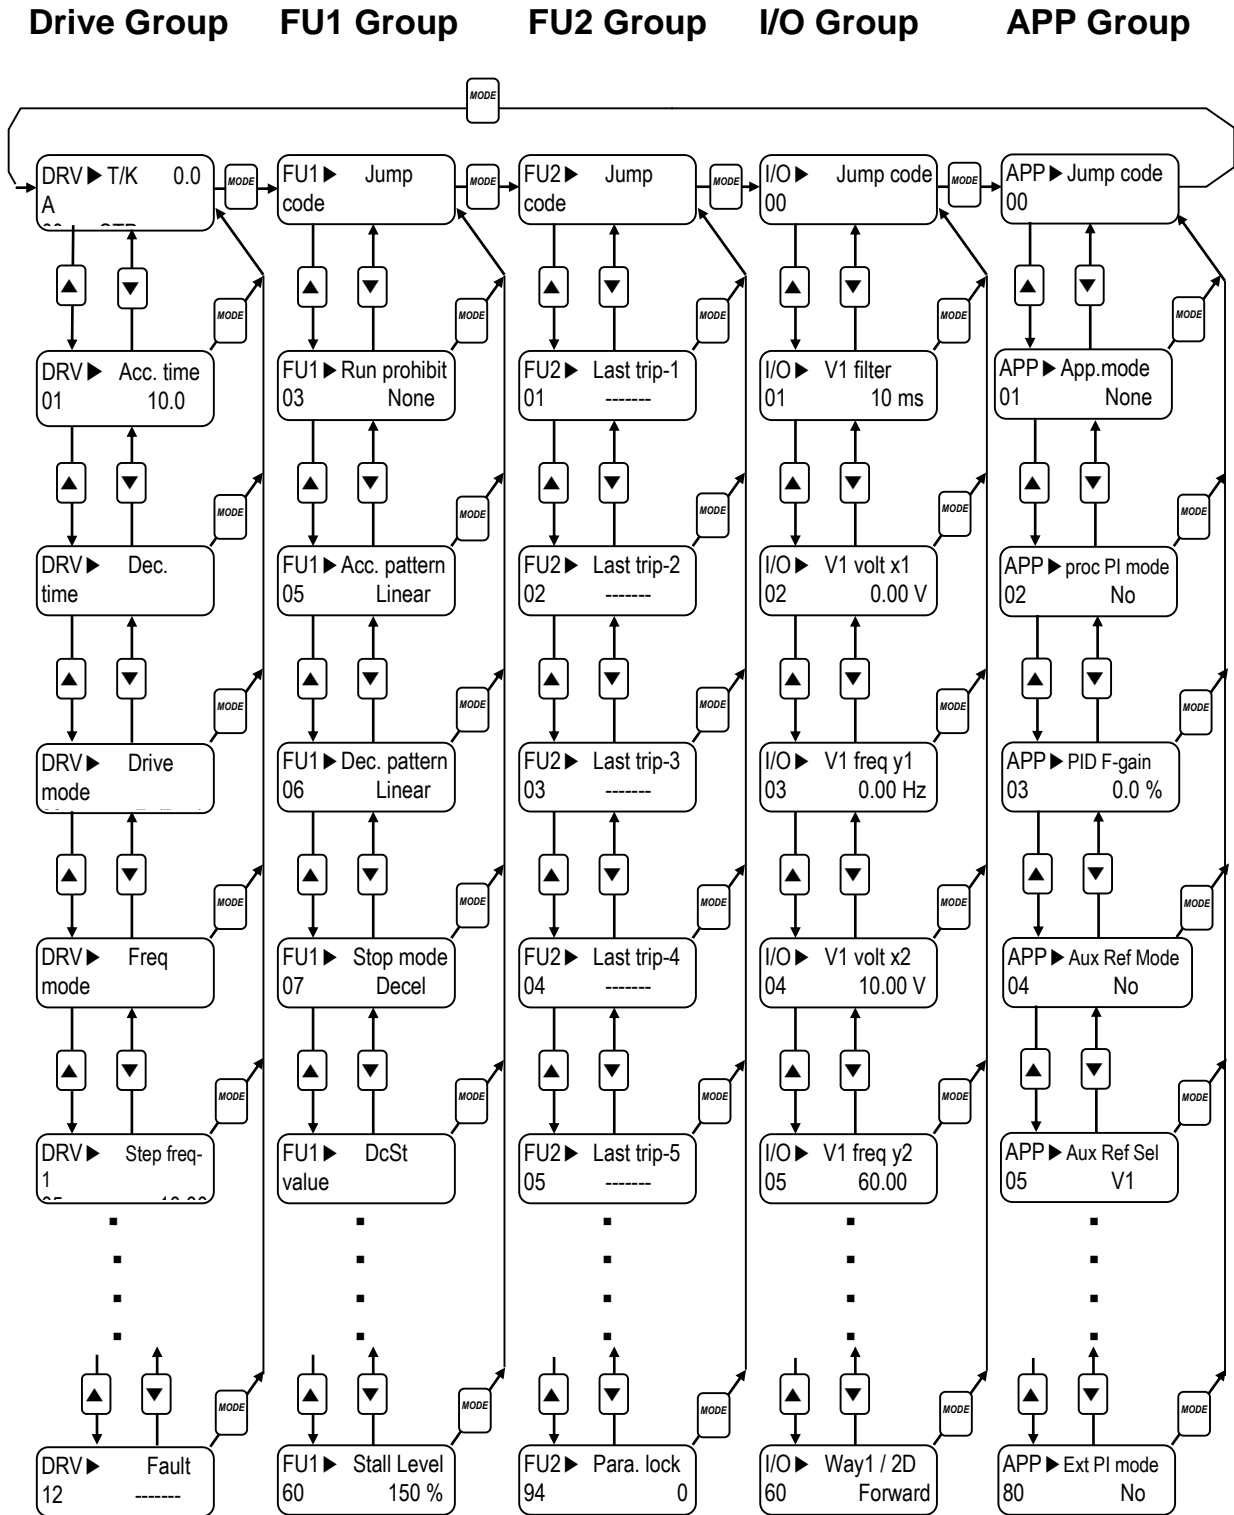 Drive Group FU1 Group FU2 Group I/O Group APP Group
MODE
DRV▶ T/K 0.0
A
MODE
FU1▶ Jump
code
MODE
FU2▶ Jump
code
MODE
I/O▶ Jump code
00
MODE
APP▶ Jump code
00
▲ ▼ MODE ▲ ▼ MODE ▲ ▼ MODE ▲ ▼ MODE ▲ ▼ MODE
DRV▶ Acc. time
01 10.0
FU1▶ Run prohibit
03 None
FU2▶ Last trip-1
01 -------
I/O▶ V1 filter
01 10 ms
APP▶ App.mode
01 None
▲ ▼ MODE ▲ ▼ MODE ▲ ▼ MODE ▲ ▼ MODE ▲ ▼ MODE
DRV▶ Dec.
time
FU1▶ Acc. pattern
05 Linear
FU2▶ Last trip-2
02 -------
I/O▶ V1 volt x1
02 0.00 V
APP▶ proc PI mode
02 No
▲ ▼ MODE ▲ ▼ MODE ▲ ▼ MODE ▲ ▼ MODE ▲ ▼ MODE
DRV▶ Drive
mode
FU1▶ Dec. pattern
06 Linear
FU2▶ Last trip-3
03 -------
I/O▶ V1 freq y1
03 0.00 Hz
APP▶ PID F-gain
03 0.0 %
▲ ▼ MODE ▲ ▼ MODE ▲ ▼ MODE ▲ ▼ MODE ▲ ▼ MODE
DRV▶ Freq
mode
FU1▶ Stop mode
07 Decel
FU2▶ Last trip-4
04 -------
I/O▶ V1 volt x2
04 10.00 V
APP▶ Aux Ref Mode
04 No
▲ ▼ MODE ▲ ▼ MODE ▲ ▼ MODE ▲ ▼ MODE ▲ ▼ MODE
DRV▶ Step freq-
1
FU1▶ DcSt
value
FU2▶ Last trip-5
05 -------
I/O▶ V1 freq y2
05 60.00
APP▶ Aux Ref Sel
05 V1
▲ ▼ MODE ▲ ▼ MODE ▲ ▼ MODE ▲ ▼ MODE ▲ ▼ MODE
DRV▶ Fault
12 -------
FU1▶ Stall Level
60 150 %
FU2▶ Para. lock
94 0
I/O▶ Way1 / 2D
60 Forward
APP▶ Ext PI mode
80 No